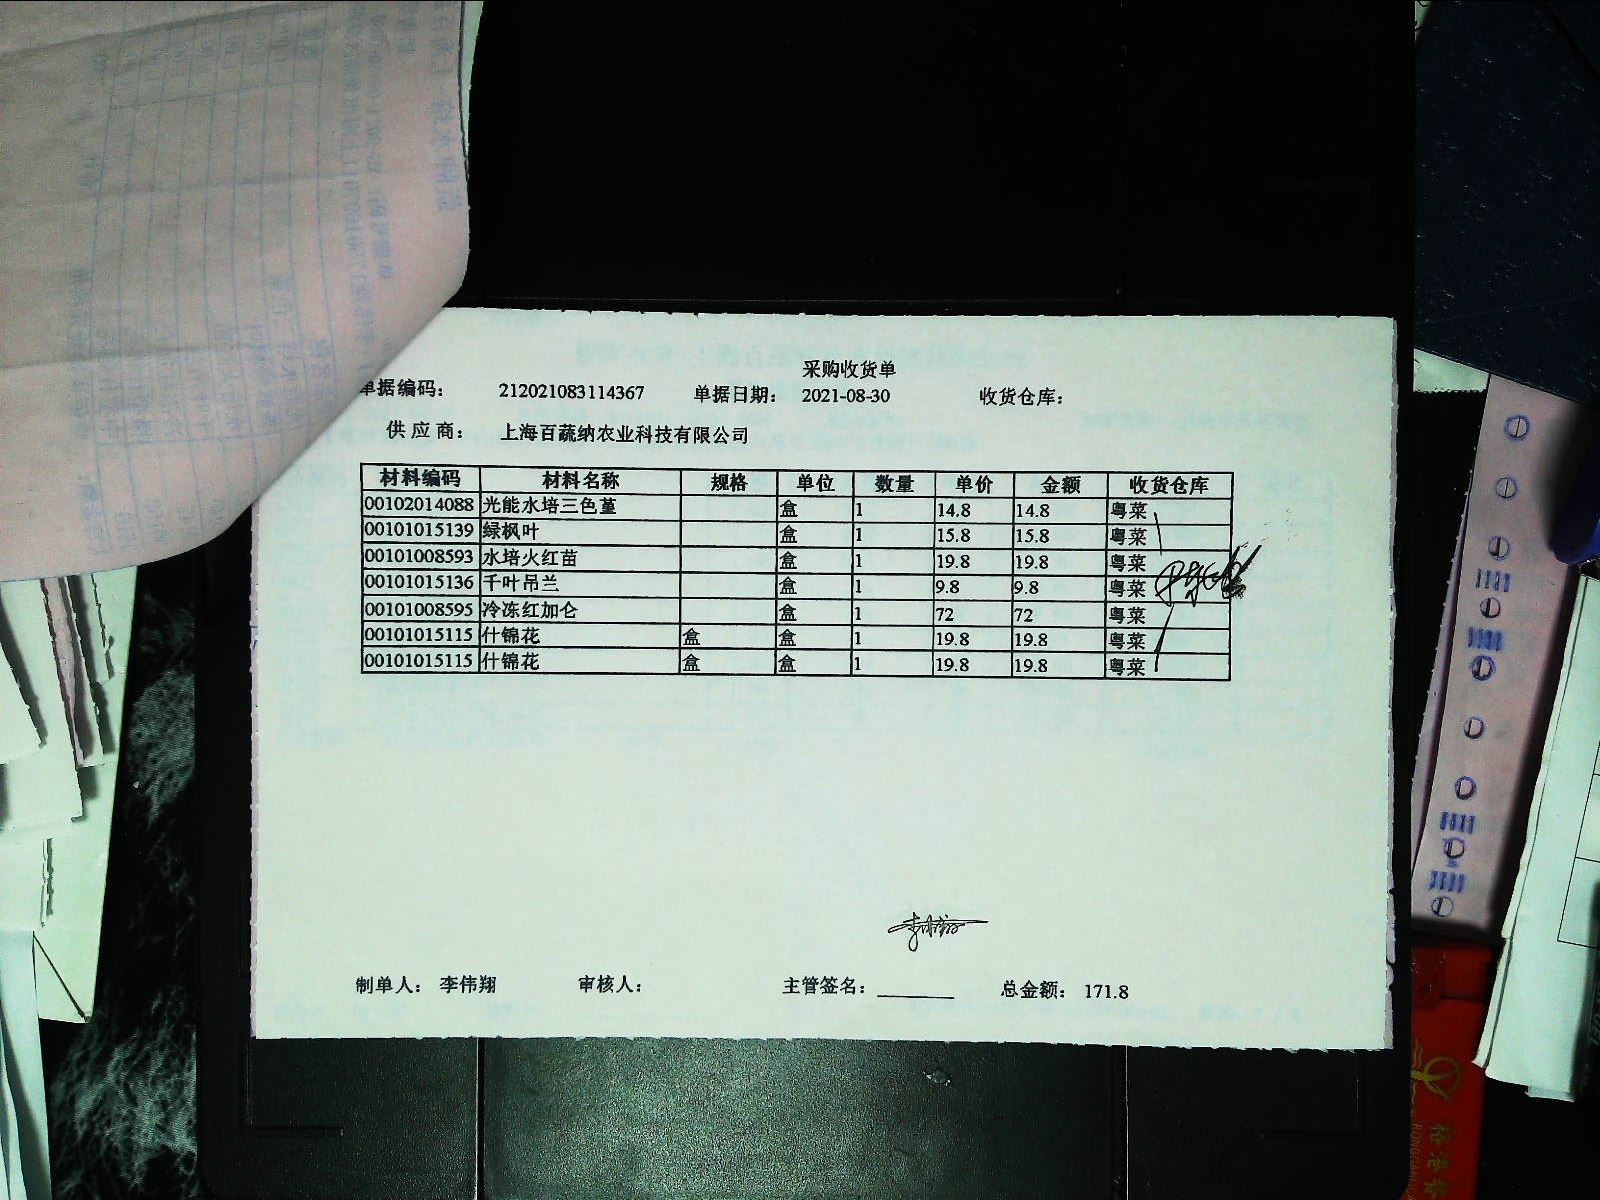 采购收货单
单据编码： 212021083114367 单据日期： 2021-08-30 收货仓库：
供应商： 上海百蔬纳农业科技有限公司
材料编码 材料名称 规格 单位 数量 单价 金额 收货仓库
00102014088 光能水培三色堇 盒 1 14.8 14.8 粤菜
00101015139 绿枫叶 盒 1 15.8 15.8 粤菜
00101008593 水培火红苗 盒 1 19.8 19.8 粤菜
00101015136 千叶吊兰 盒 1 9.8 9.8 粤菜
00101008595 冷冻红加仑 盒 1 72 72 粤菜
00101015115 什锦花 盒 盒 1 19.8 19.8 粤菜
00101015115 什锦花 盒 盒 1 19.8 19.8 粤菜
制单人： 李伟翔 审核人： 主管签名： 总金额： 171.8